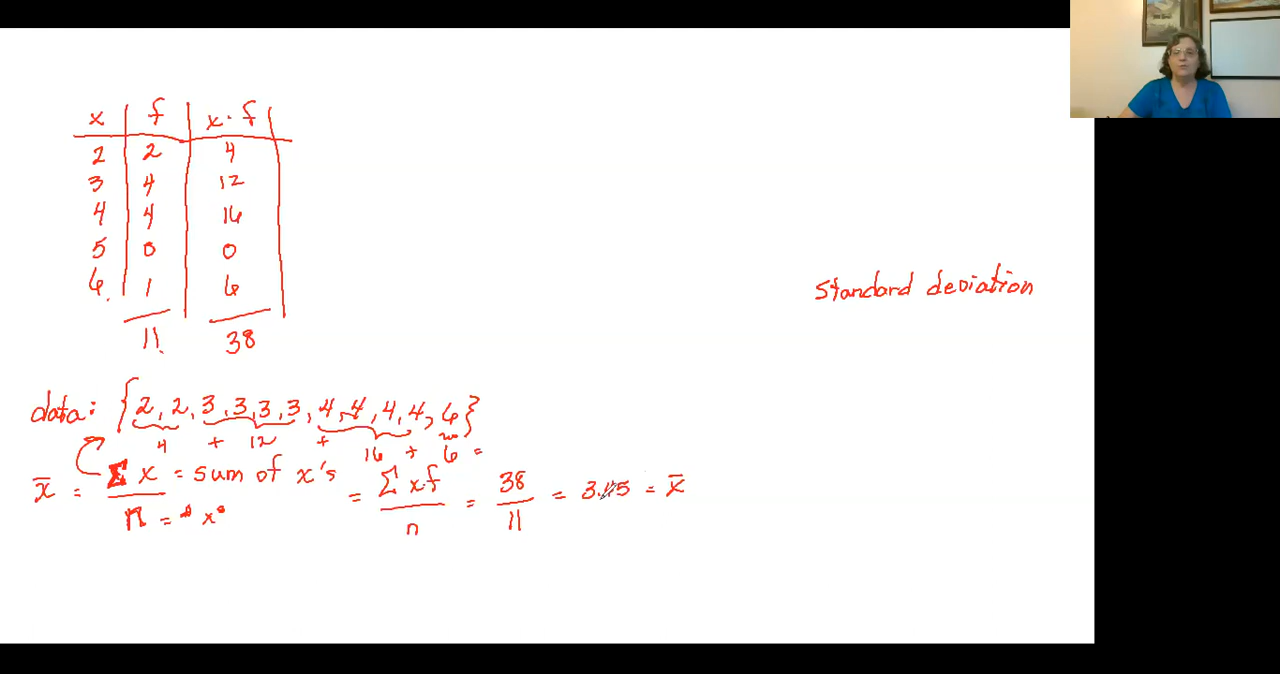 x f x · f
2 2 4
3 4 12
4 4 16
5 0 0
6 1 6
11 38
standard deviation
data: {2, 2, 3, 3, 3, 3, 4, 4, 4, 4, 6}
4 + 12 + 16 + 6 =
x̄ = Σ x = sum of x's = Σ x·f / n = 38 / 11 = 3.45 = x̄
n = # x's